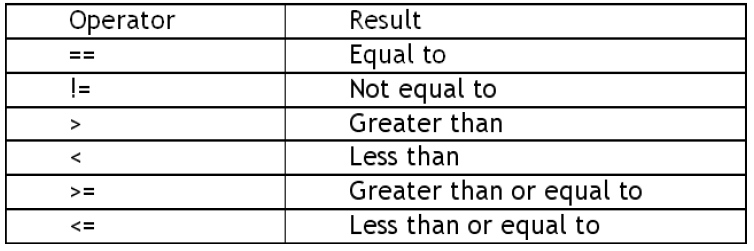 Operator Result
== Equal to
!= Not equal to
> Greater than
< Less than
>= Greater than or equal to
<= Less than or equal to